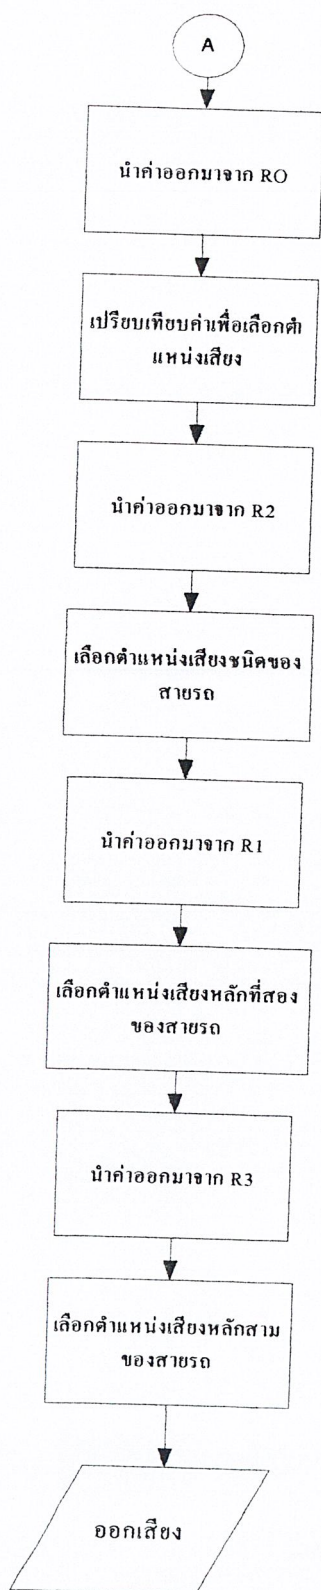 A
นำค่าออกมาจาก RO
เปรียบเทียบค่าเพื่อเลือกตำ
แหน่งเสียง
นำค่าออกมาจาก R2
เลือกตำแหน่งเสียงชนิดของ
สายรถ
นำค่าออกมาจาก R1
เลือกตำแหน่งเสียงหลักที่สอง
ของสายรถ
นำค่าออกมาจาก R3
เลือกตำแหน่งเสียงหลักสาม
ของสายรถ
ออกเสียง